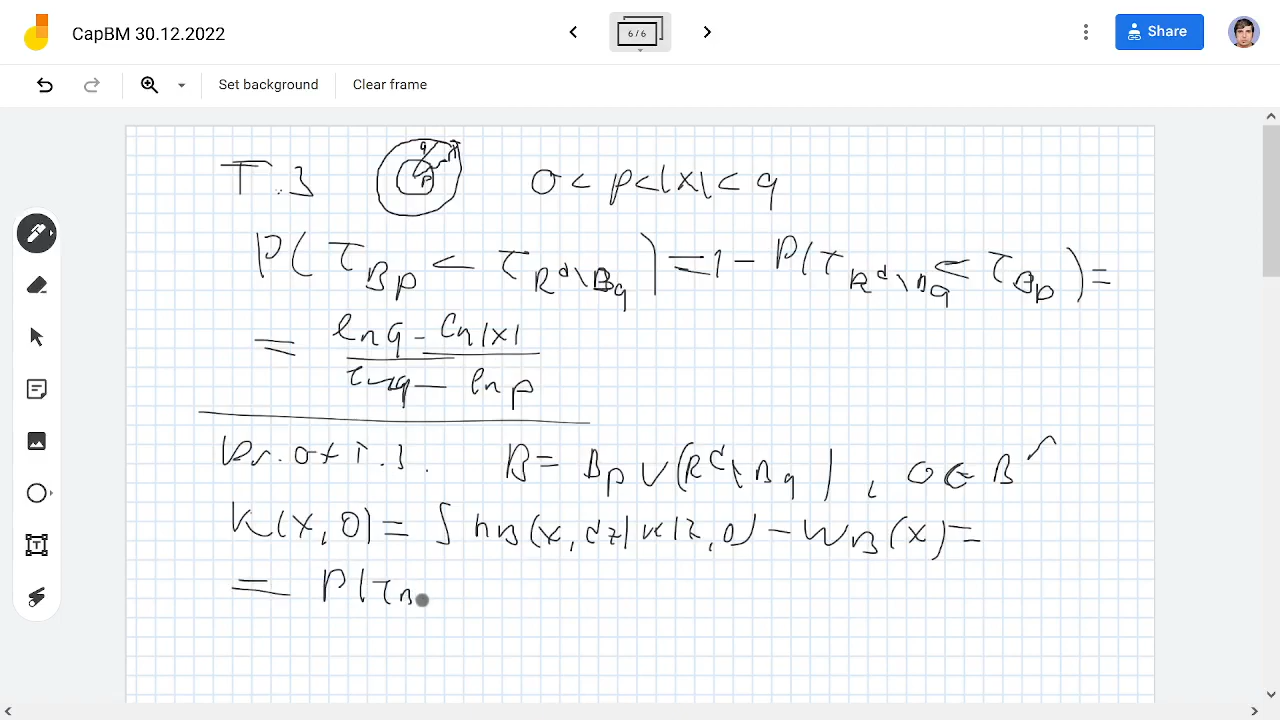 CapBM 30.12.2022
6/6
Share
Set background
Clear frame
T.3 q p x 0 < p < |x| < q
P( τ_{B_p} < τ_{R^d\B_q} ) = 1 - P( τ_{R^d\B_q} < τ_{B_p} ) =
= (ln q - ln |x|) / (ln q - ln p)
Pr. of T.3. B = B_p ∪ (R^d \ B_q), 0 ∈ B^r
K(x, 0) = ∫ h_B(x, dz) K(z, 0) - W_B(x) =
= P(τ_B